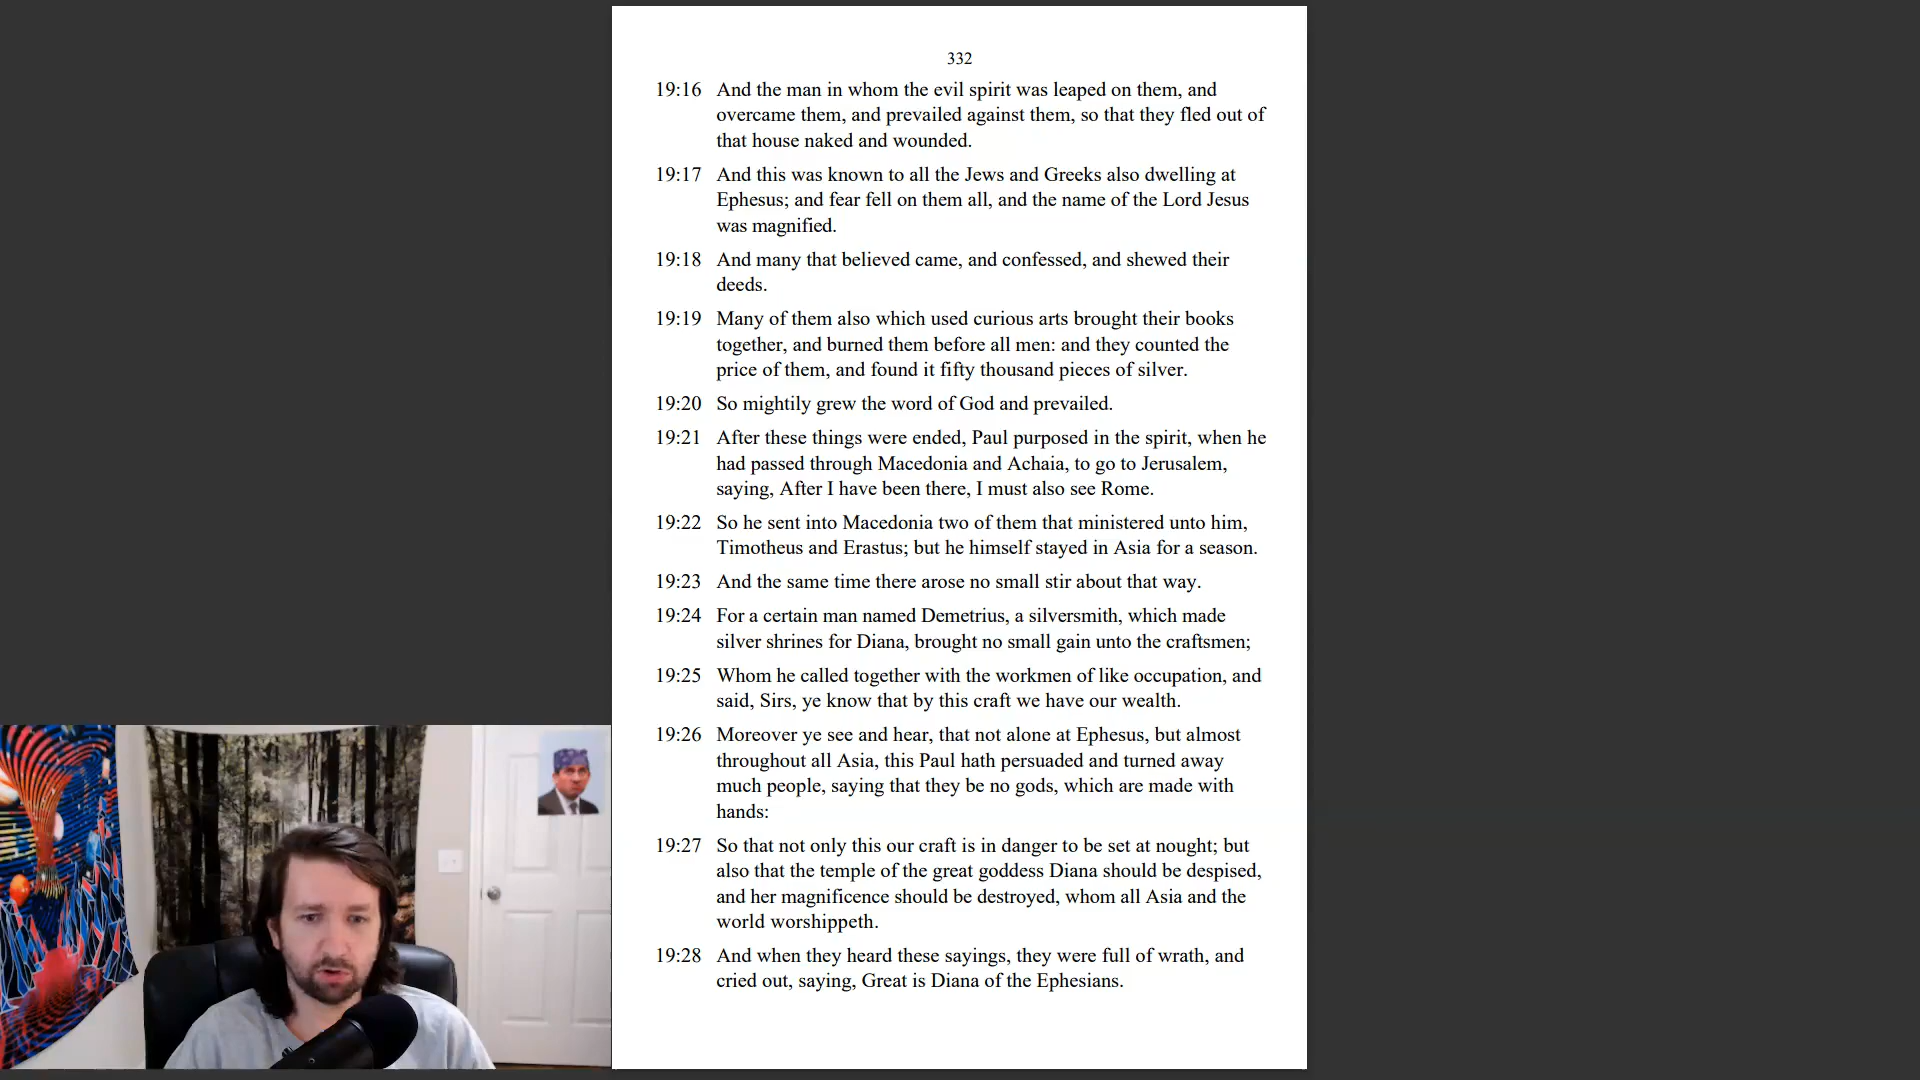 332
19:16 And the man in whom the evil spirit was leaped on them, and
overcame them, and prevailed against them, so that they fled out of
that house naked and wounded.
19:17 And this was known to all the Jews and Greeks also dwelling at
Ephesus; and fear fell on them all, and the name of the Lord Jesus
was magnified.
19:18 And many that believed came, and confessed, and shewed their
deeds.
19:19 Many of them also which used curious arts brought their books
together, and burned them before all men: and they counted the
price of them, and found it fifty thousand pieces of silver.
19:20 So mightily grew the word of God and prevailed.
19:21 After these things were ended, Paul purposed in the spirit, when he
had passed through Macedonia and Achaia, to go to Jerusalem,
saying, After I have been there, I must also see Rome.
19:22 So he sent into Macedonia two of them that ministered unto him,
Timotheus and Erastus; but he himself stayed in Asia for a season.
19:23 And the same time there arose no small stir about that way.
19:24 For a certain man named Demetrius, a silversmith, which made
silver shrines for Diana, brought no small gain unto the craftsmen;
19:25 Whom he called together with the workmen of like occupation, and
said, Sirs, ye know that by this craft we have our wealth.
19:26 Moreover ye see and hear, that not alone at Ephesus, but almost
throughout all Asia, this Paul hath persuaded and turned away
much people, saying that they be no gods, which are made with
hands:
19:27 So that not only this our craft is in danger to be set at nought; but
also that the temple of the great goddess Diana should be despised,
and her magnificence should be destroyed, whom all Asia and the
world worshippeth.
19:28 And when they heard these sayings, they were full of wrath, and
cried out, saying, Great is Diana of the Ephesians.